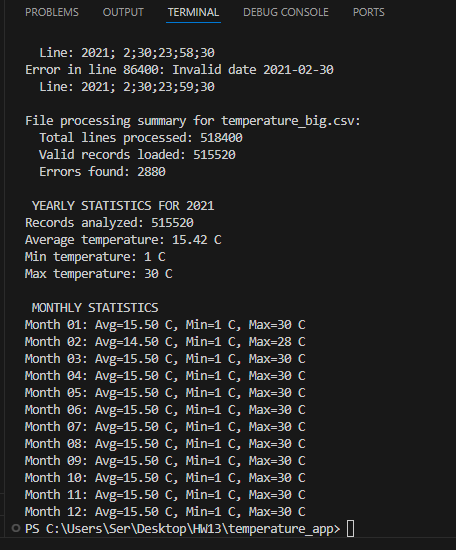 PROBLEMS OUTPUT TERMINAL DEBUG CONSOLE PORTS
Line: 2021; 2;30;23;58;30
Error in line 86400: Invalid date 2021-02-30
Line: 2021; 2;30;23;59;30
File processing summary for temperature_big.csv:
Total lines processed: 518400
Valid records loaded: 515520
Errors found: 2880
YEARLY STATISTICS FOR 2021
Records analyzed: 515520
Average temperature: 15.42 C
Min temperature: 1 C
Max temperature: 30 C
MONTHLY STATISTICS
Month 01: Avg=15.50 C, Min=1 C, Max=30 C
Month 02: Avg=14.50 C, Min=1 C, Max=28 C
Month 03: Avg=15.50 C, Min=1 C, Max=30 C
Month 04: Avg=15.50 C, Min=1 C, Max=30 C
Month 05: Avg=15.50 C, Min=1 C, Max=30 C
Month 06: Avg=15.50 C, Min=1 C, Max=30 C
Month 07: Avg=15.50 C, Min=1 C, Max=30 C
Month 08: Avg=15.50 C, Min=1 C, Max=30 C
Month 09: Avg=15.50 C, Min=1 C, Max=30 C
Month 10: Avg=15.50 C, Min=1 C, Max=30 C
Month 11: Avg=15.50 C, Min=1 C, Max=30 C
Month 12: Avg=15.50 C, Min=1 C, Max=30 C
PS C:\Users\Ser\Desktop\HW13\temperature_app>